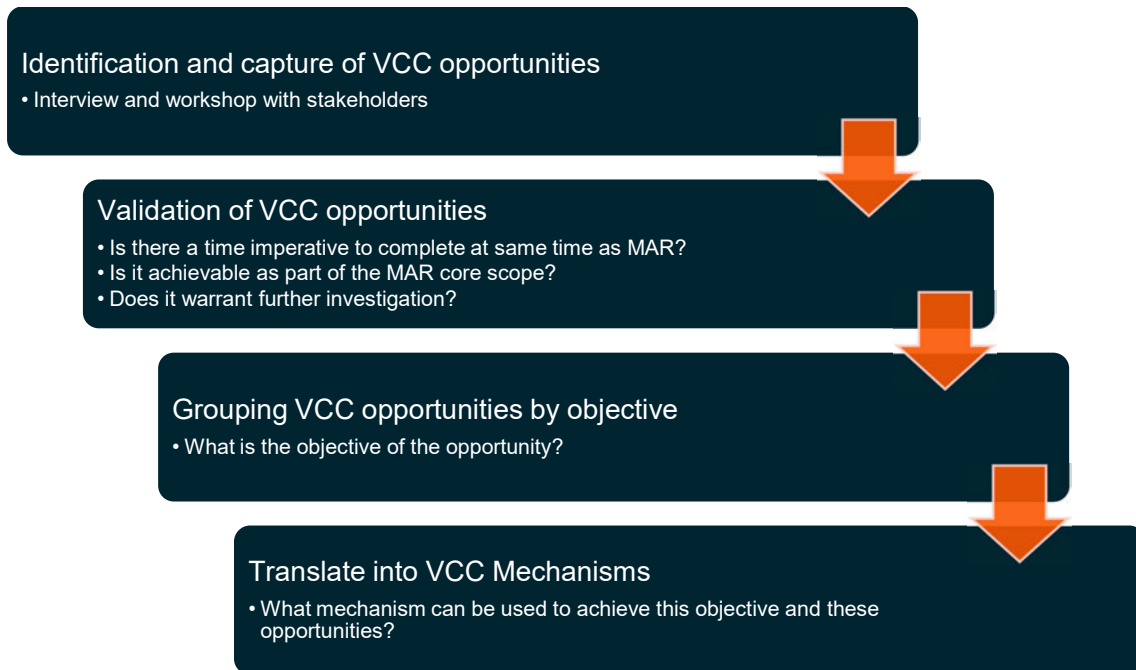 Identification and capture of VCC opportunities
• Interview and workshop with stakeholders
Validation of VCC opportunities
• Is there a time imperative to complete at same time as MAR?
• Is it achievable as part of the MAR core scope?
• Does it warrant further investigation?
Grouping VCC opportunities by objective
• What is the objective of the opportunity?
Translate into VCC Mechanisms
• What mechanism can be used to achieve this objective and these
opportunities?